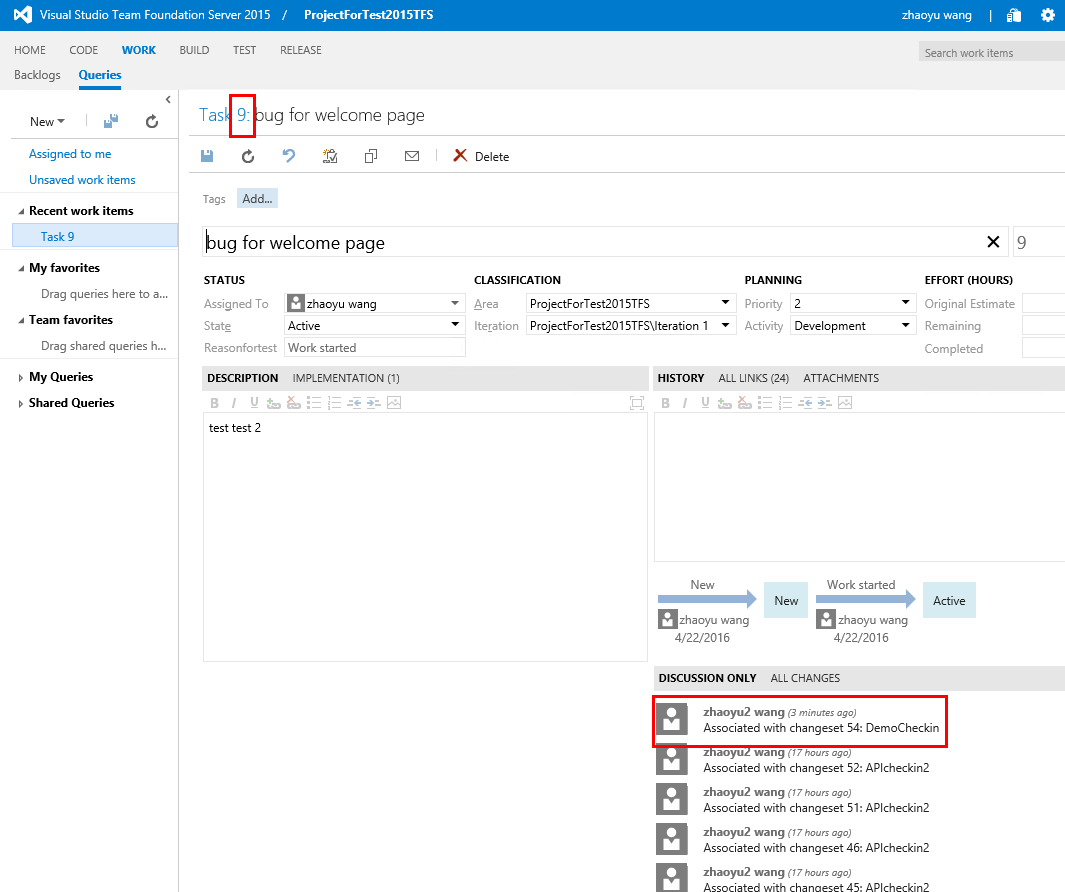 Visual Studio Team Foundation Server 2015 / ProjectForTest2015TFS zhaoyu wang |
HOME CODE WORK BUILD TEST RELEASE Search work items
Backlogs Queries
New
Assigned to me
Unsaved work items
Recent work items
Task 9
My favorites
Drag queries here to a...
Team favorites
Drag shared queries h...
My Queries
Shared Queries
Task 9: bug for welcome page
Delete
Tags Add...
bug for welcome page 9
STATUS
Assigned To zhaoyu wang
State Active
Reasonfortest Work started
CLASSIFICATION
Area ProjectForTest2015TFS
Iteration ProjectForTest2015TFS\Iteration 1
PLANNING
Priority 2
Activity Development
EFFORT (HOURS)
Original Estimate
Remaining
Completed
DESCRIPTION IMPLEMENTATION (1)
B I U
test test 2
HISTORY ALL LINKS (24) ATTACHMENTS
B I U
New New Work started Active
zhaoyu wang zhaoyu wang
4/22/2016 4/22/2016
DISCUSSION ONLY ALL CHANGES
zhaoyu2 wang (3 minutes ago)
Associated with changeset 54: DemoCheckin
zhaoyu2 wang (17 hours ago)
Associated with changeset 52: APIcheckin2
zhaoyu2 wang (17 hours ago)
Associated with changeset 51: APIcheckin2
zhaoyu2 wang (17 hours ago)
Associated with changeset 46: APIcheckin2
zhaoyu2 wang (17 hours ago)
Associated with changeset 45: APIcheckin2